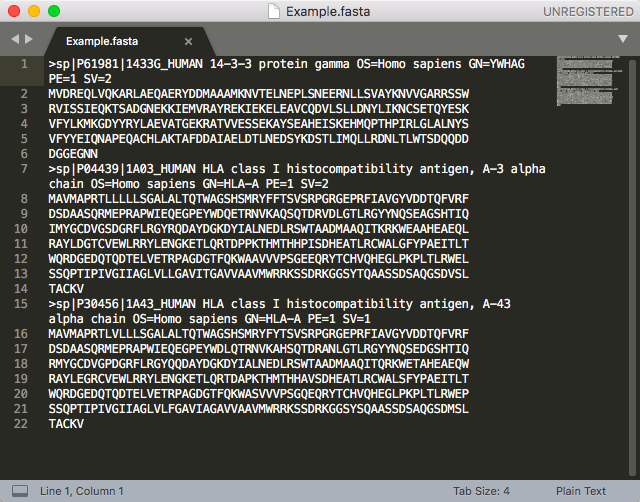 Example.fasta
UNREGISTERED
Example.fasta
1 >sp|P61981|1433G_HUMAN 14-3-3 protein gamma OS=Homo sapiens GN=YWHAG
PE=1 SV=2
2 MVDREQLVQKARLAEQAERYDDMAAAMKNVTELNEPLSNEERNLLSVAYKNVVGARRSSW
3 RVISSIEQKTSADGNEKKIEMVRAYREKIEKELEAVCQDVLSLLDNYLIKNCSETQYESK
4 VFYLKMKGDYYRYLAEVATGEKRATVVESSEKAYSEAHEISKEHMQPTHPIRLGLALNYS
5 VFYYEIQNAPEQACHLAKTAFDDAIAELDTLNEDSYKDSTLIMQLLRDNLTLWTSDQQDD
6 DGGEGNN
7 >sp|P04439|1A03_HUMAN HLA class I histocompatibility antigen, A-3 alpha
chain OS=Homo sapiens GN=HLA-A PE=1 SV=2
8 MAVMAPRTLLLLLSGALALTQTWAGSHSMRYFFTSVSRPGRGEPRFIAVGYVDDTQFVRF
9 DSDAASQRMEPRAPWIEQEGPEYWDQETRNVKAQSQTDRVDLGTLRGYYNQSEAGSHTIQ
10 IMYGCDVGSDGRFLRGYRQDAYDGKDYIALNEDLRSWTAADMAAQITKRKWEAAHEAEQL
11 RAYLDGTCVEWLRRYLENGKETLQRTDPPKTHMTHHPISDHEATLRCWALGFYPAEITLT
12 WQRDGEDQTQDTELVETRPAGDGTFQKWAAVVVPSGEEQRYTCHVQHEGLPKPLTLRWEL
13 SSQPTIPIVGIIAGLVLLGAVITGAVVAAVMWRRKSSDRKGGSYTQAASSDSAQGSDVSL
14 TACKV
15 >sp|P30456|1A43_HUMAN HLA class I histocompatibility antigen, A-43
alpha chain OS=Homo sapiens GN=HLA-A PE=1 SV=1
16 MAVMAPRTLVLLLSGALALTQTWAGSHSMRYFYTSVSRPGRGEPRFIAVGYVDDTQFVRF
17 DSDAASQRMEPRAPWIEQEGPEYWDLQTRNVKAHSQTDRANLGTLRGYYNQSEDGSHTIQ
18 RMYGCDVGPDGRFLRGYQQDAYDGKDYIALNEDLRSWTAADMAAQITQRKWETAHEAEQW
19 RAYLEGRCVEWLRRYLENGKETLQRTDAPKTHMTHHAVSDHEATLRCWALSFYPAEITLT
20 WQRDGEDQTQDTELVETRPAGDGTFQKWASVVVPSGQEQRYTCHVQHEGLPKPLTLRWEP
21 SSQPTIPIVGIIAGLVLFGAVIAGAVVAAVMWRRKSSDRKGGSYSQAASSDSAQGSDMSL
22 TACKV
Line 1, Column 1
Tab Size: 4
Plain Text